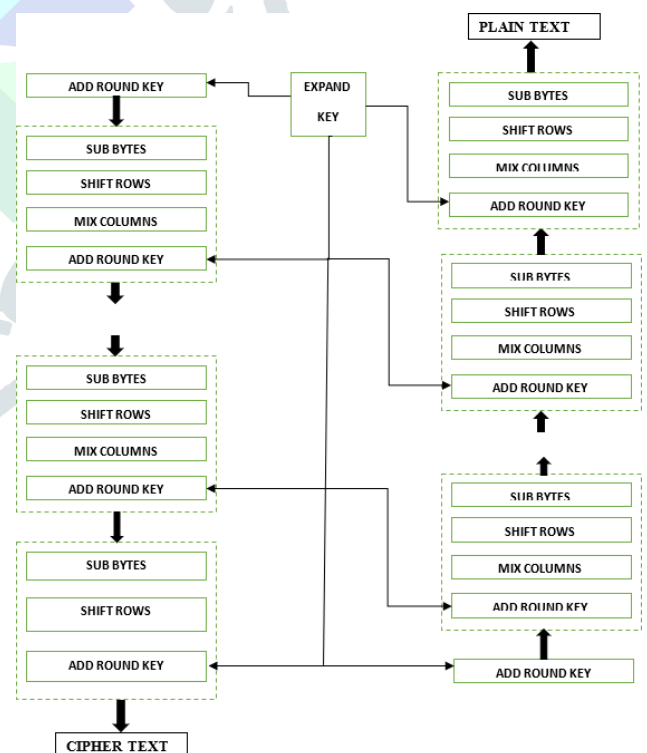 ADD ROUND KEY
SUB BYTES
SHIFT ROWS
MIX COLUMNS
ADD ROUND KEY
SUB BYTES
SHIFT ROWS
MIX COLUMNS
ADD ROUND KEY
SUB BYTES
SHIFT ROWS
ADD ROUND KEY
CIPHER TEXT
EXPAND
KEY
PLAIN TEXT
SUB BYTES
SHIFT ROWS
MIX COLUMNS
ADD ROUND KEY
SUB BYTES
SHIFT ROWS
MIX COLUMNS
ADD ROUND KEY
SUB BYTES
SHIFT ROWS
MIX COLUMNS
ADD ROUND KEY
ADD ROUND KEY